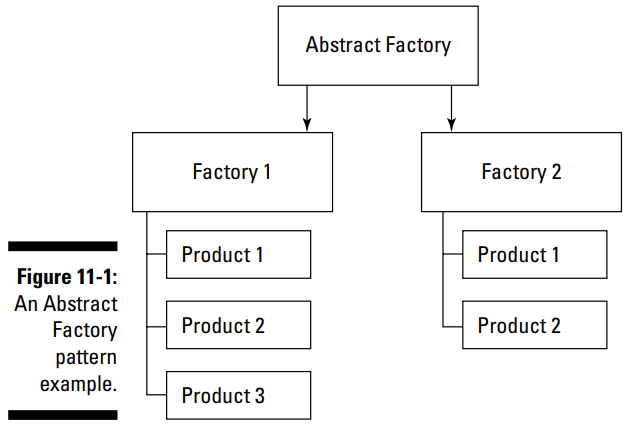 Abstract Factory
Factory 1
Factory 2
Product 1
Product 2
Product 3
Product 1
Product 2
Figure 11-1:
An Abstract
Factory
pattern
example.